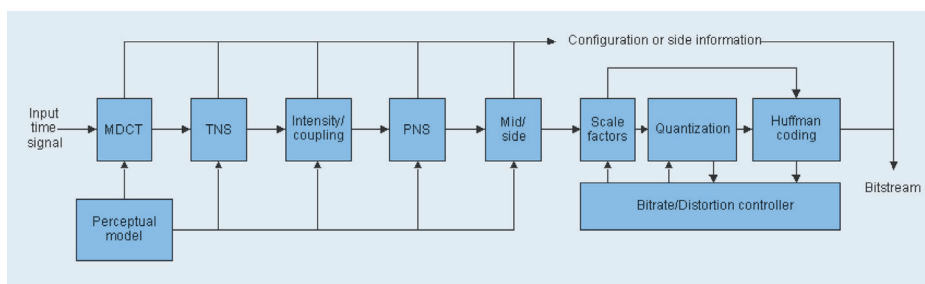 Configuration or side information
Input
time
signal
MDCT
TNS
Intensity/
coupling
PNS
Mid/
side
Scale
factors
Quantization
Huffman
coding
Bitstream
Perceptual
model
Bitrate/Distortion controller